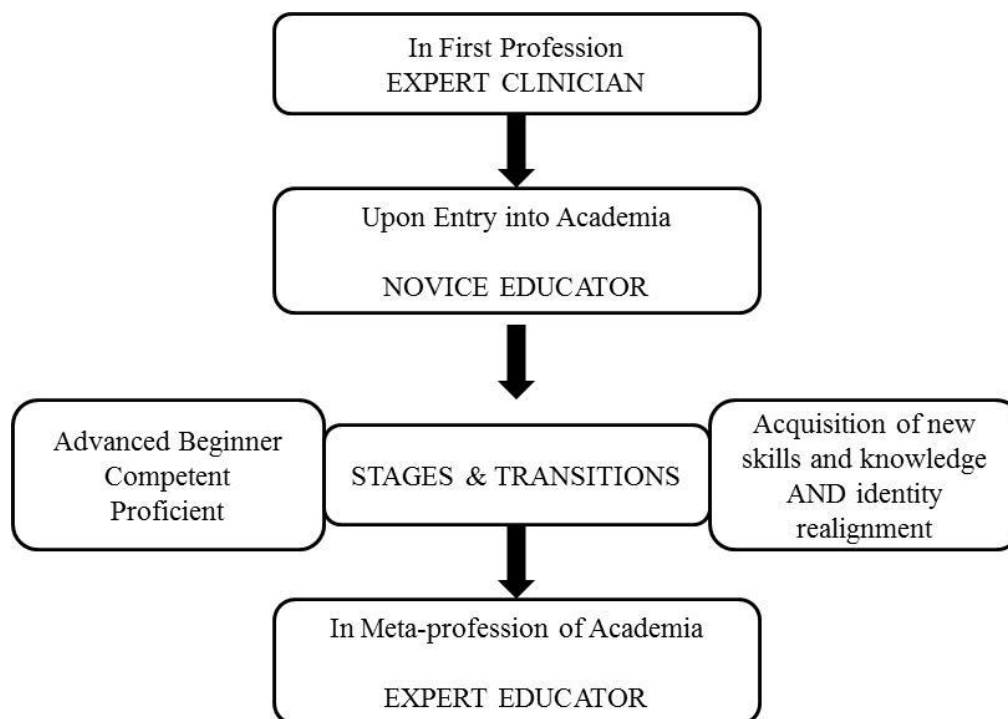 In First Profession
EXPERT CLINICIAN
Upon Entry into Academia
NOVICE EDUCATOR
Advanced Beginner
Competent
Proficient
STAGES & TRANSITIONS
Acquisition of new
skills and knowledge
AND identity
realignment
In Meta-profession of Academia
EXPERT EDUCATOR